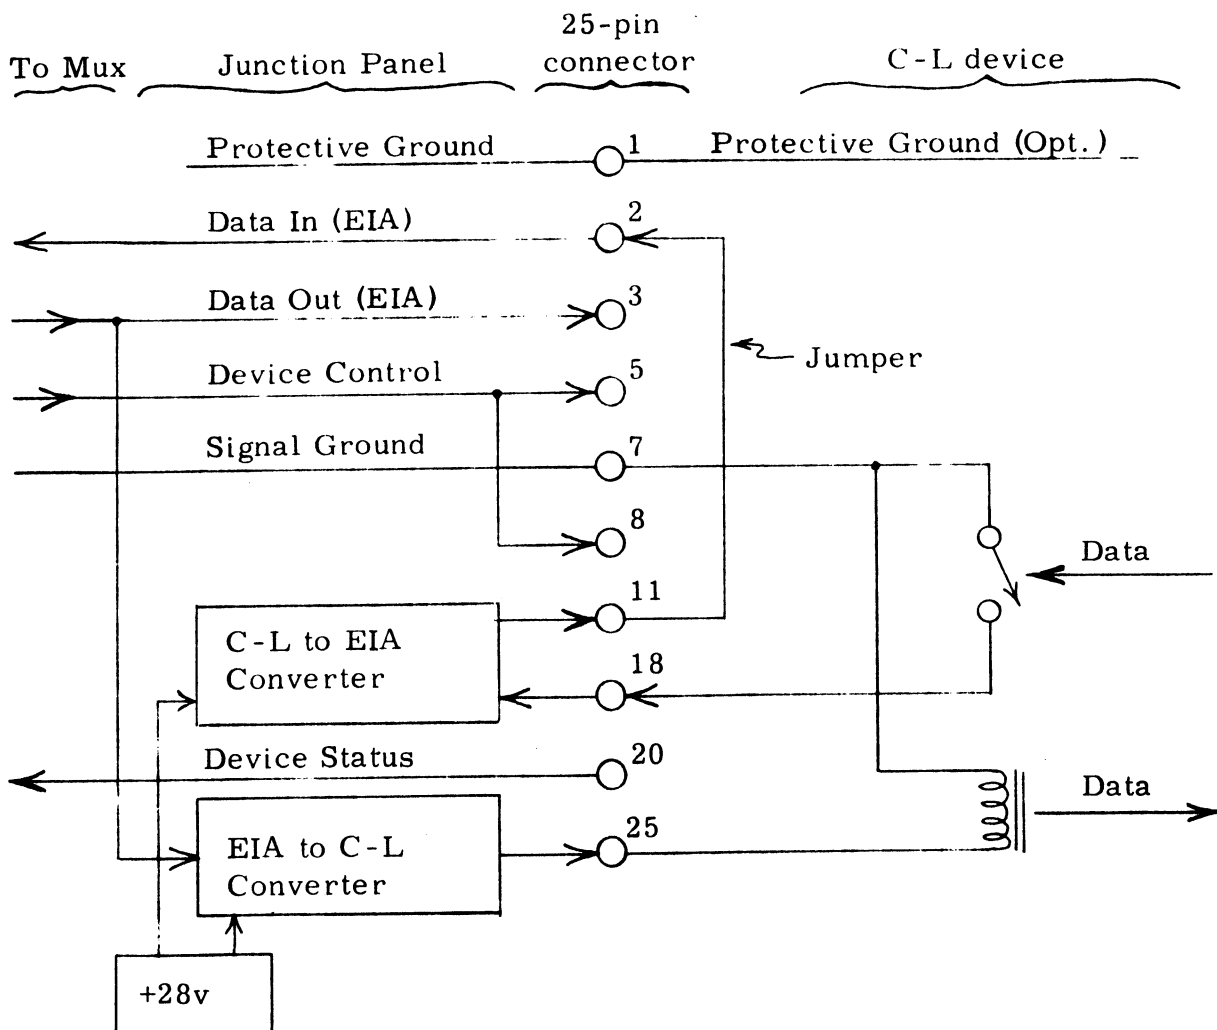 25-pin
To Mux Junction Panel connector C-L device
Protective Ground 1 Protective Ground (Opt.)
Data In (EIA) 2
Data Out (EIA) 3
Device Control 5
Jumper
Signal Ground 7
8
Data
11
C-L to EIA
Converter
18
Device Status 20
Data
EIA to C-L
Converter
25
+28v